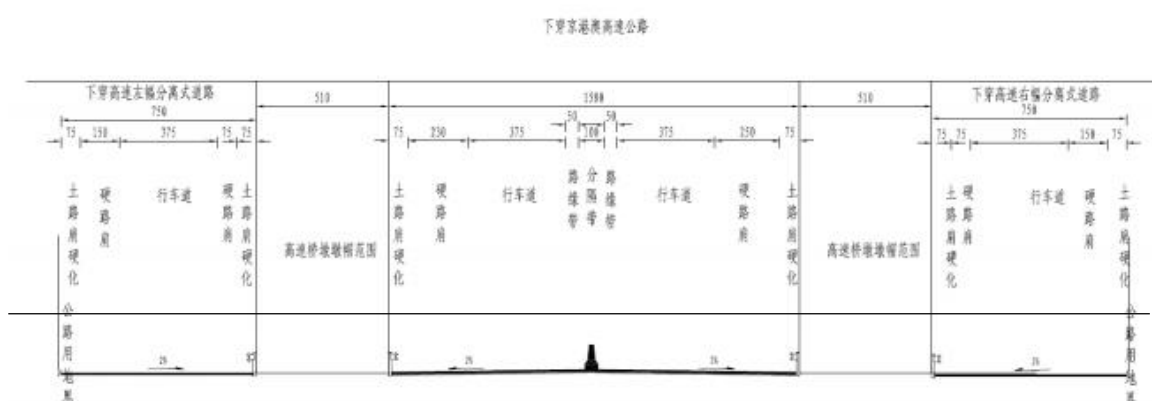 下穿京港澳高速公路
下穿高速左幅分离式道路
750
510
1580
510
下穿高速右幅分离式道路
750
75 150 375 75 75
75 230 375 50 100 50 375 250 75
75 75 375 150 75
土路肩硬化
硬路肩
行车道
硬路肩
土路肩硬化
高速桥墩墩帽范围
土路肩硬化
硬路肩
行车道
路缘带
分隔带
路缘带
行车道
硬路肩
土路肩硬化
高速桥墩墩帽范围
土路肩硬化
硬路肩
行车道
硬路肩
土路肩硬化
公路用地界
公路用地界
2%
2%
2%
2%